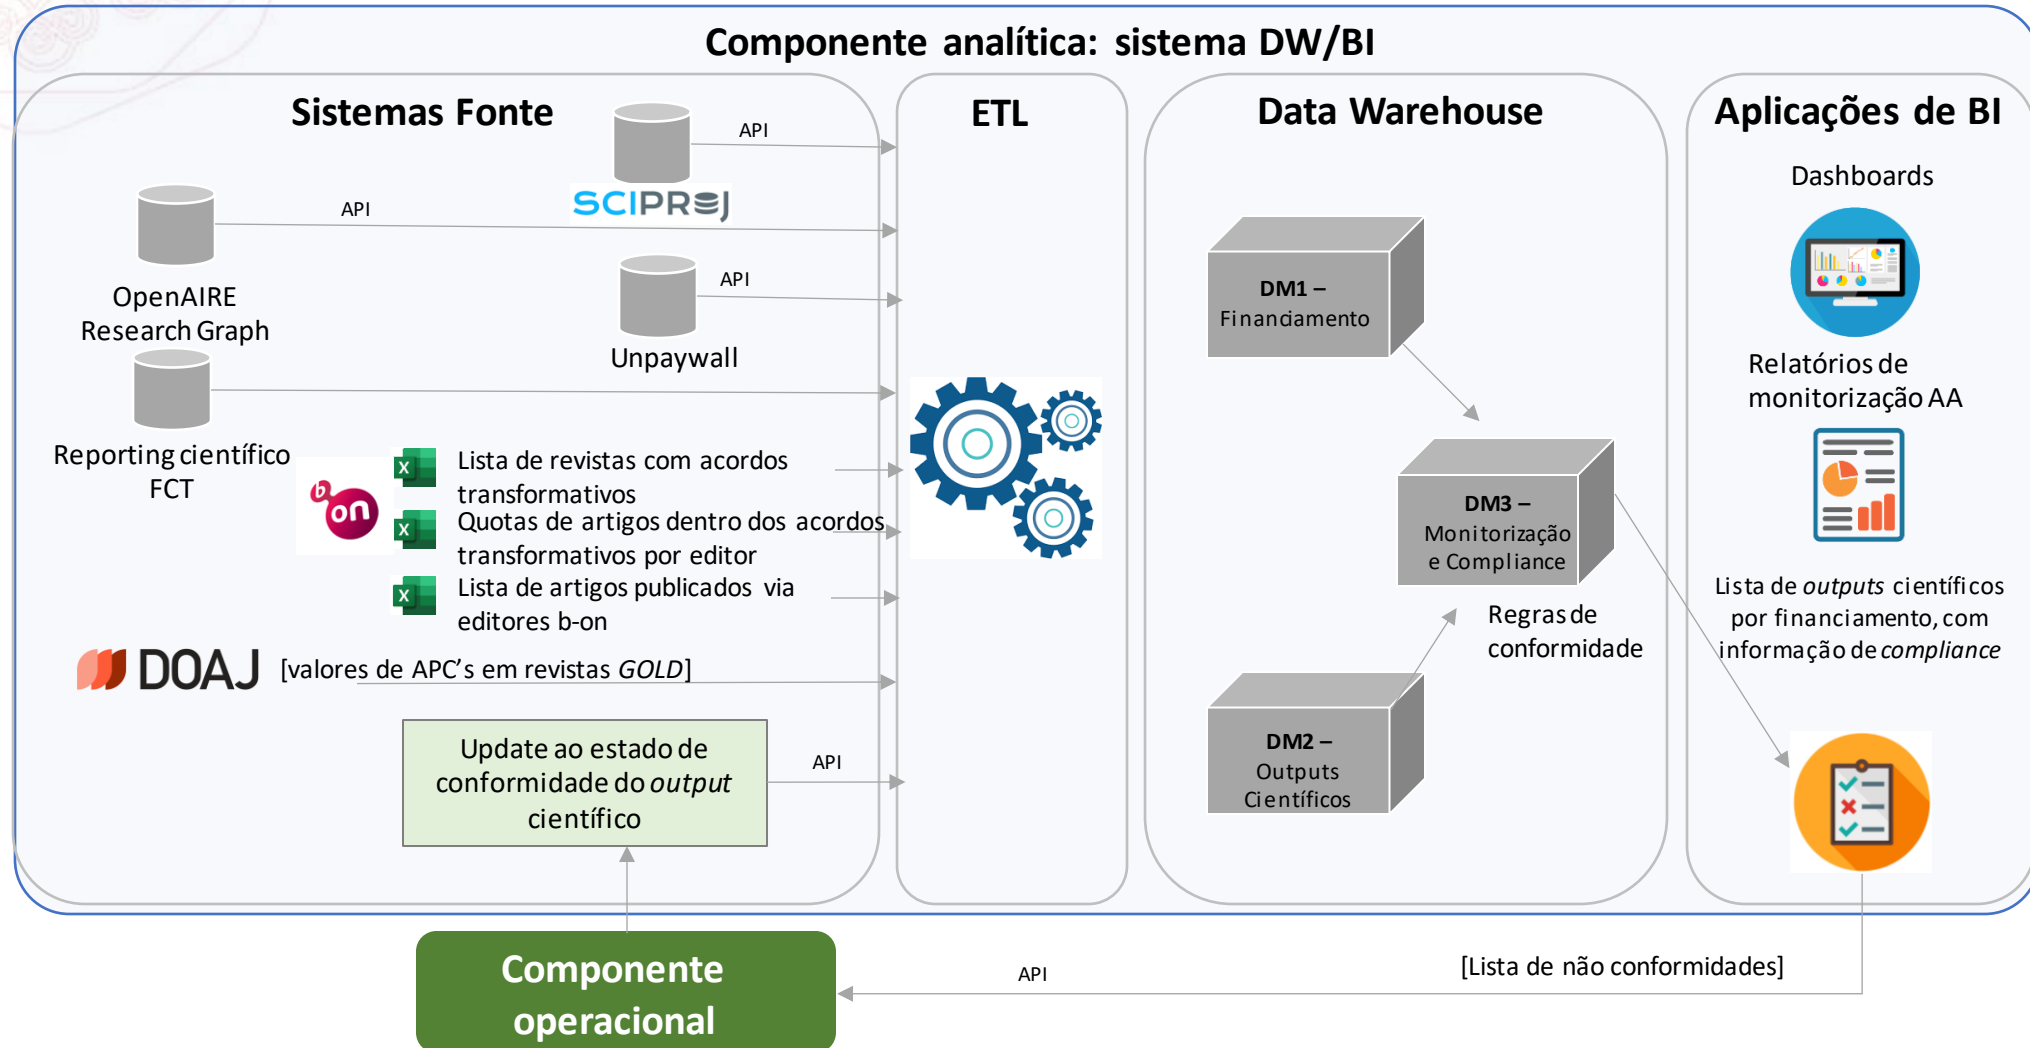 Componente analítica: sistema DW/BI
Sistemas Fonte
API
SCIPROJ
API
OpenAIRE
Research Graph
API
Unpaywall
Reporting científico
FCT
b
on
X
Lista de revistas com acordos
transformativos
X
Quotas de artigos dentro dos acordos
transformativos por editor
X
Lista de artigos publicados via
editores b-on
DOAJ
[valores de APC's em revistas GOLD]
Update ao estado de
conformidade do output
científico
API
ETL
Data Warehouse
DM1 –
Financiamento
DM3 –
Monitorização
e Compliance
Regras de
conformidade
DM2 –
Outputs
Científicos
Aplicações de BI
Dashboards
Relatórios de
monitorização AA
Lista de outputs científicos
por financiamento, com
informação de compliance
[Lista de não conformidades]
API
Componente
operacional